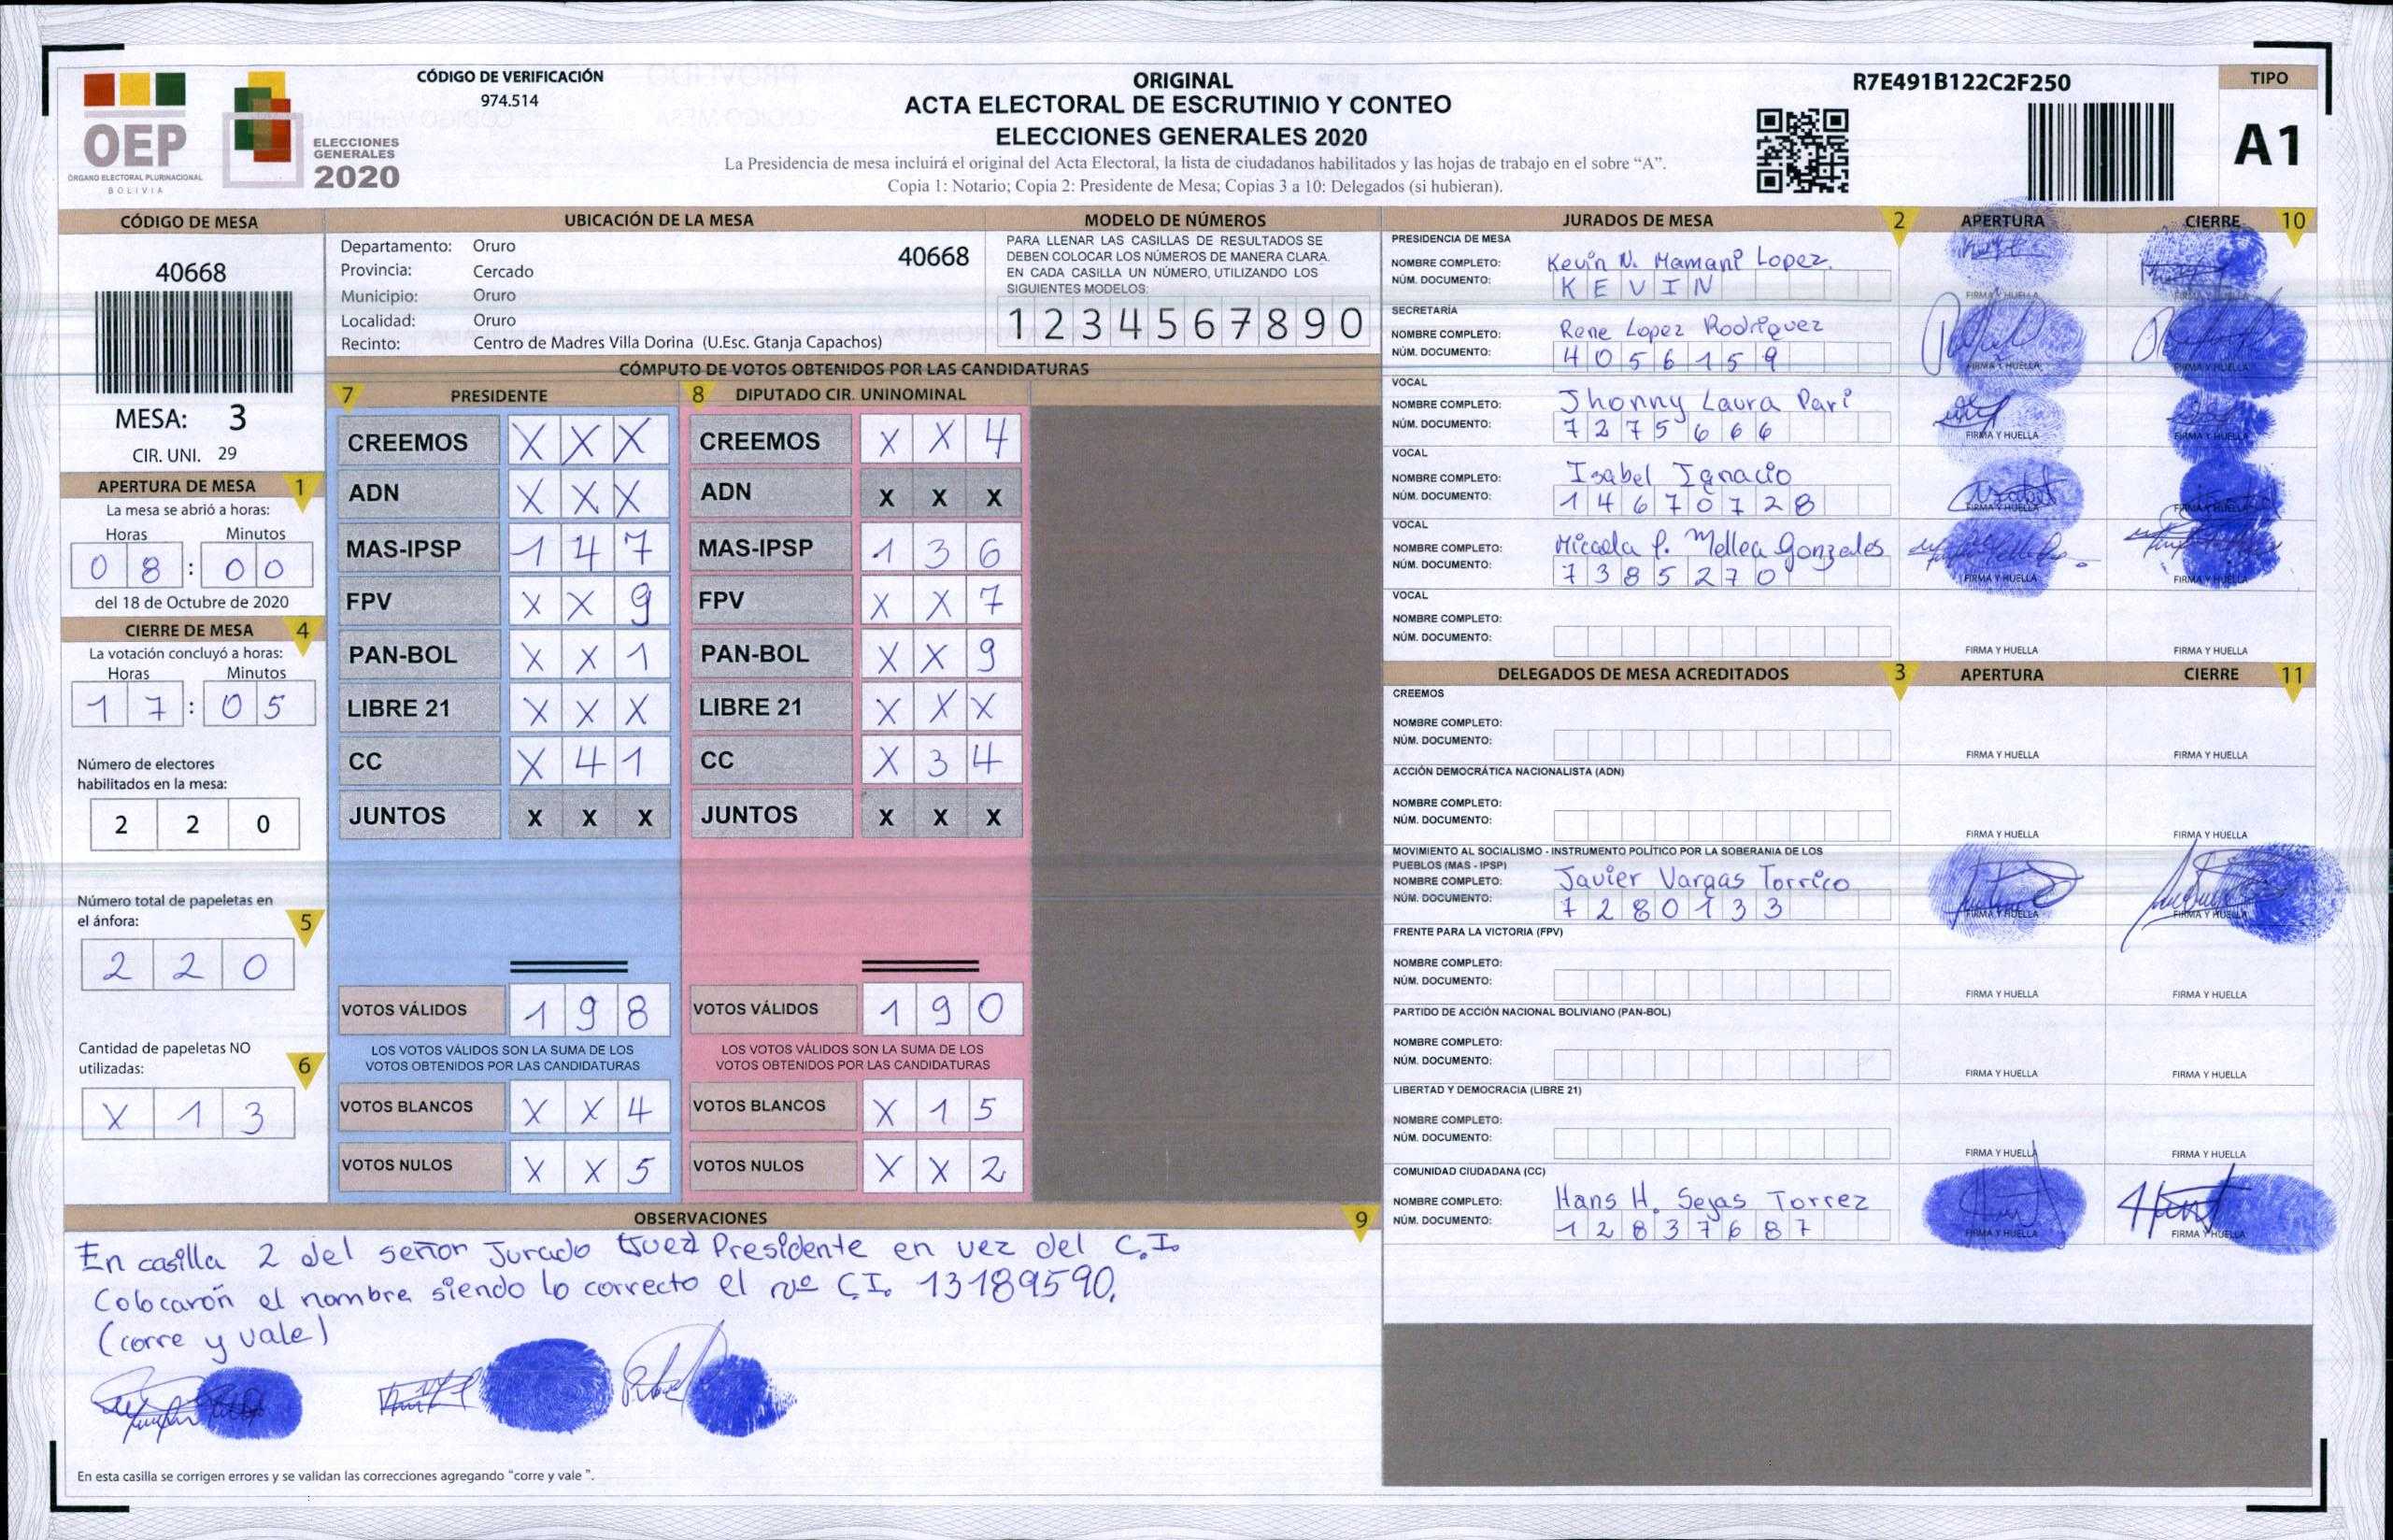 CÓDIGO DE VERIFICACIÓN
974.514
ORIGINAL
ACTA ELECTORAL DE ESCRUTINIO Y CONTEO
ELECCIONES GENERALES 2020
La Presidencia de mesa incluirá el original del Acta Electoral, la lista de ciudadanos habilitados y las hojas de trabajo en el sobre “A”.
Copia 1: Notario; Copia 2: Presidente de Mesa; Copias 3 a 10: Delegados (si hubieran).
R7E491B122C2F250
TIPO
A1
OEP
ÓRGANO ELECTORAL PLURINACIONAL
BOLIVIA
ELECCIONES
GENERALES
2020
CÓDIGO DE MESA
40668
MESA: 3
CIR. UNI. 29
APERTURA DE MESA 1
La mesa se abrió a horas:
Horas Minutos
0 8 : 0 0
del 18 de Octubre de 2020
CIERRE DE MESA 4
La votación concluyó a horas:
Horas Minutos
1 7 : 0 5
Número de electores
habilitados en la mesa:
2 2 0
Número total de papeletas en
el ánfora: 5
2 2 0
Cantidad de papeletas NO
utilizadas: 6
X 1 3
UBICACIÓN DE LA MESA
Departamento: Oruro 40668
Provincia: Cercado
Municipio: Oruro
Localidad: Oruro
Recinto: Centro de Madres Villa Dorina (U.Esc. Gtanja Capachos)
MODELO DE NÚMEROS
PARA LLENAR LAS CASILLAS DE RESULTADOS SE
DEBEN COLOCAR LOS NÚMEROS DE MANERA CLARA.
EN CADA CASILLA UN NÚMERO, UTILIZANDO LOS
SIGUIENTES MODELOS:
1 2 3 4 5 6 7 8 9 0
CÓMPUTO DE VOTOS OBTENIDOS POR LAS CANDIDATURAS
7 PRESIDENTE
CREEMOS X X X
ADN X X X
MAS-IPSP 1 4 7
FPV X X 9
PAN-BOL X X 1
LIBRE 21 X X X
CC X 4 1
JUNTOS X X X
VOTOS VÁLIDOS 1 9 8
LOS VOTOS VÁLIDOS SON LA SUMA DE LOS
VOTOS OBTENIDOS POR LAS CANDIDATURAS
VOTOS BLANCOS X X 4
VOTOS NULOS X X 5
8 DIPUTADO CIR. UNINOMINAL
CREEMOS X X 4
ADN X X X
MAS-IPSP 1 3 6
FPV X X 7
PAN-BOL X X 9
LIBRE 21 X X X
CC X 3 4
JUNTOS X X X
VOTOS VÁLIDOS 1 9 0
LOS VOTOS VÁLIDOS SON LA SUMA DE LOS
VOTOS OBTENIDOS POR LAS CANDIDATURAS
VOTOS BLANCOS X 1 5
VOTOS NULOS X X 2
OBSERVACIONES 9
En casilla 2 del señor Jurado Presidente en vez del C.I.
Colocarón el nombre siendo lo correcto el nº C.I. 13189590.
(corre y vale)
En esta casilla se corrigen errores y se validan las correcciones agregando “corre y vale ”.
JURADOS DE MESA 2 APERTURA CIERRE 10
PRESIDENCIA DE MESA
NOMBRE COMPLETO: Kevin N. Mamani Lopez.
NÚM. DOCUMENTO: K E V I N
FIRMA Y HUELLA FIRMA Y HUELLA
SECRETARÍA
NOMBRE COMPLETO: Rene Lopez Rodriguez
NÚM. DOCUMENTO: 4 0 5 6 1 5 9
FIRMA Y HUELLA FIRMA Y HUELLA
VOCAL
NOMBRE COMPLETO: Jhonny Laura Pari
NÚM. DOCUMENTO: 7 2 7 5 6 6 6
FIRMA Y HUELLA FIRMA Y HUELLA
VOCAL
NOMBRE COMPLETO: Isabel Ignacio
NÚM. DOCUMENTO: 1 4 6 7 0 7 2 8
FIRMA Y HUELLA FIRMA Y HUELLA
VOCAL
NOMBRE COMPLETO: Micaela P. Mellea Gonzales
NÚM. DOCUMENTO: 7 3 8 5 2 7 0
FIRMA Y HUELLA FIRMA Y HUELLA
VOCAL
NOMBRE COMPLETO:
NÚM. DOCUMENTO:
FIRMA Y HUELLA FIRMA Y HUELLA
DELEGADOS DE MESA ACREDITADOS 3 APERTURA CIERRE 11
CREEMOS
NOMBRE COMPLETO:
NÚM. DOCUMENTO:
FIRMA Y HUELLA FIRMA Y HUELLA
ACCIÓN DEMOCRÁTICA NACIONALISTA (ADN)
NOMBRE COMPLETO:
NÚM. DOCUMENTO:
FIRMA Y HUELLA FIRMA Y HUELLA
MOVIMIENTO AL SOCIALISMO - INSTRUMENTO POLÍTICO POR LA SOBERANIA DE LOS
PUEBLOS (MAS - IPSP)
NOMBRE COMPLETO: Javier Vargas Torrico
NÚM. DOCUMENTO: 7 2 8 0 1 3 3
FIRMA Y HUELLA FIRMA Y HUELLA
FRENTE PARA LA VICTORIA (FPV)
NOMBRE COMPLETO:
NÚM. DOCUMENTO:
FIRMA Y HUELLA FIRMA Y HUELLA
PARTIDO DE ACCIÓN NACIONAL BOLIVIANO (PAN-BOL)
NOMBRE COMPLETO:
NÚM. DOCUMENTO:
FIRMA Y HUELLA FIRMA Y HUELLA
LIBERTAD Y DEMOCRACIA (LIBRE 21)
NOMBRE COMPLETO:
NÚM. DOCUMENTO:
FIRMA Y HUELLA FIRMA Y HUELLA
COMUNIDAD CIUDADANA (CC)
NOMBRE COMPLETO: Hans H. Sejas Torrez
NÚM. DOCUMENTO: 1 2 8 3 7 6 8 7
FIRMA Y HUELLA FIRMA Y HUELLA